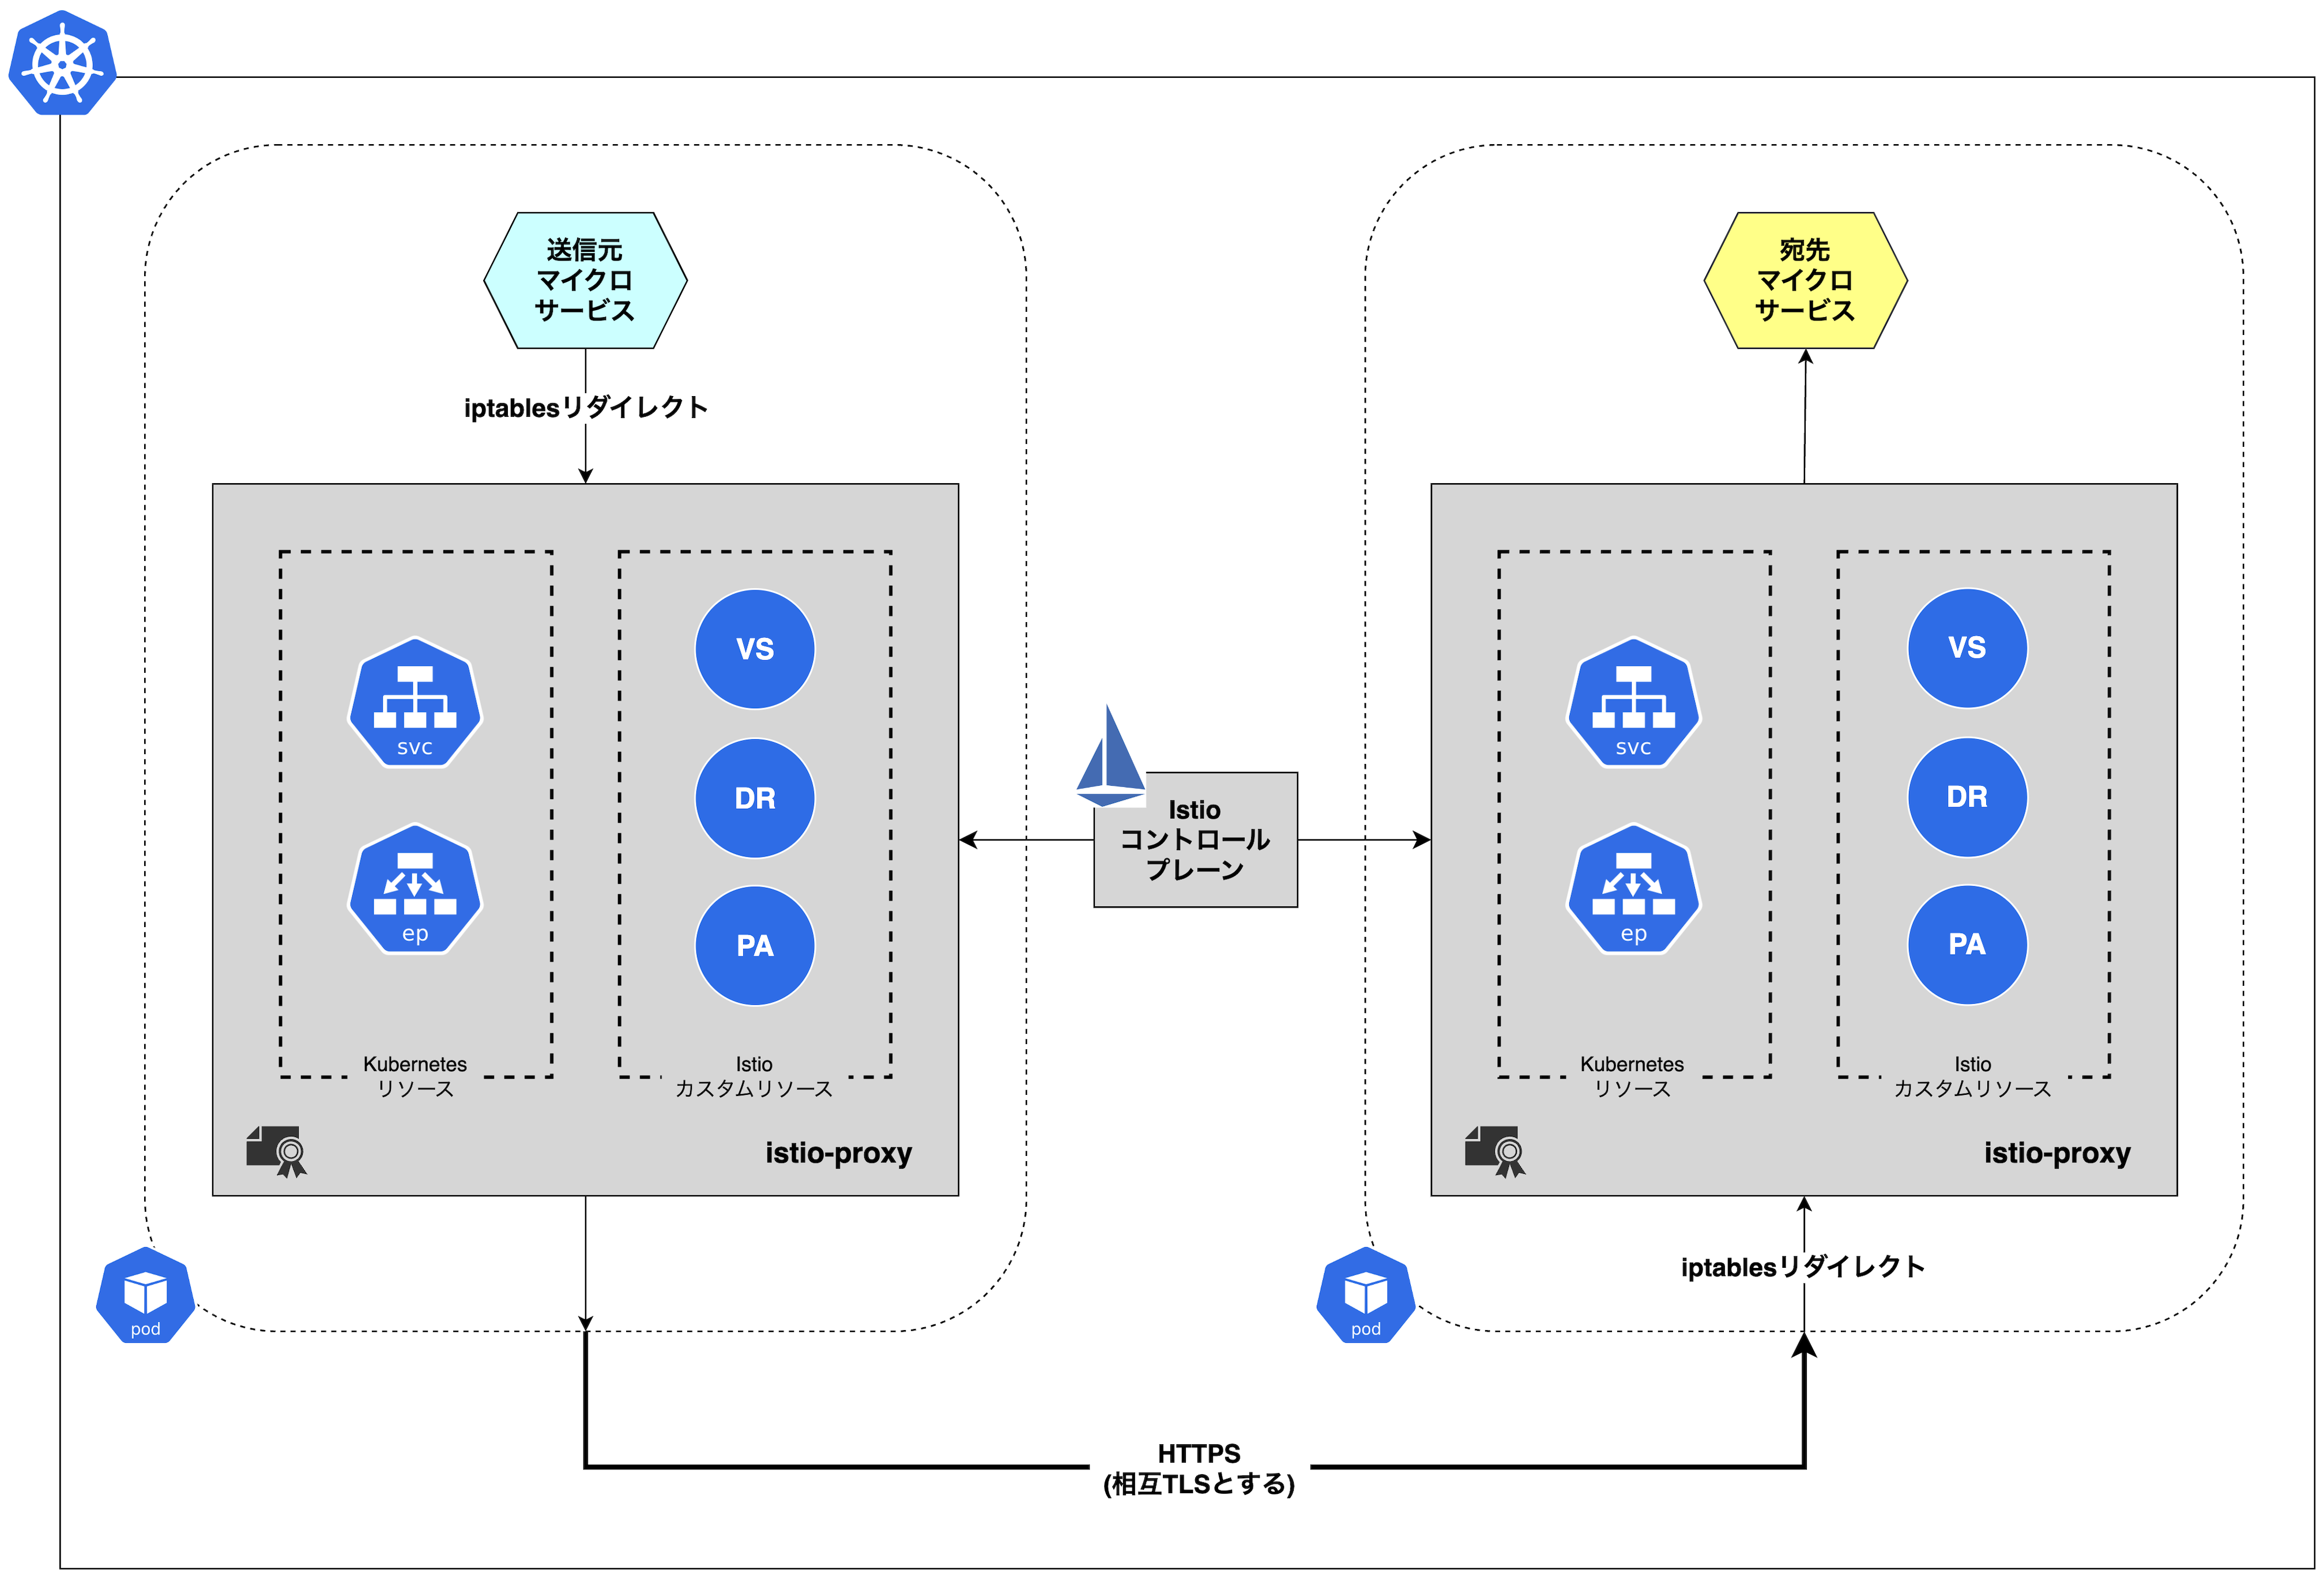 送信元
マイクロ
サービス
iptablesリダイレクト
svc
ep
Kubernetes
リソース
VS
DR
PA
Istio
カスタムリソース
istio-proxy
pod
Istio
コントロール
プレーン
宛先
マイクロ
サービス
svc
ep
Kubernetes
リソース
VS
DR
PA
Istio
カスタムリソース
istio-proxy
iptablesリダイレクト
pod
HTTPS
(相互TLSとする)